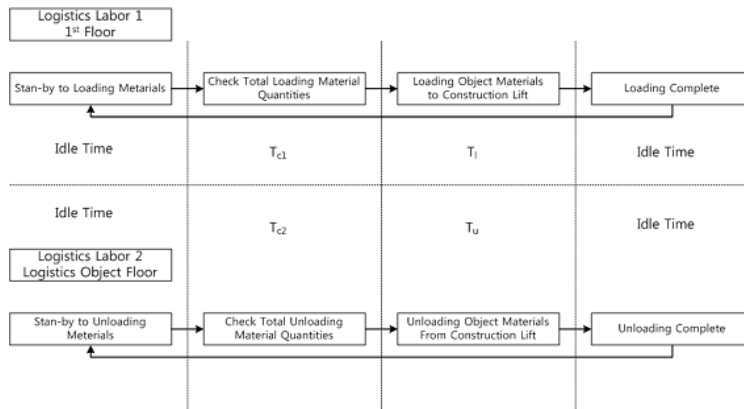 Logistics Labor 1
1st Floor
Stan-by to Loading Metarials
Check Total Loading Material
Quantities
Loading Object Materials
to Construction Lift
Loading Complete
Idle Time
Tc1
Tl
Idle Time
Idle Time
Tc2
Tu
Idle Time
Logistics Labor 2
Logistics Object Floor
Stan-by to Unloading
Meterials
Check Total Unloading
Material Quantities
Unloading Object Materials
From Construction Lift
Unloading Complete